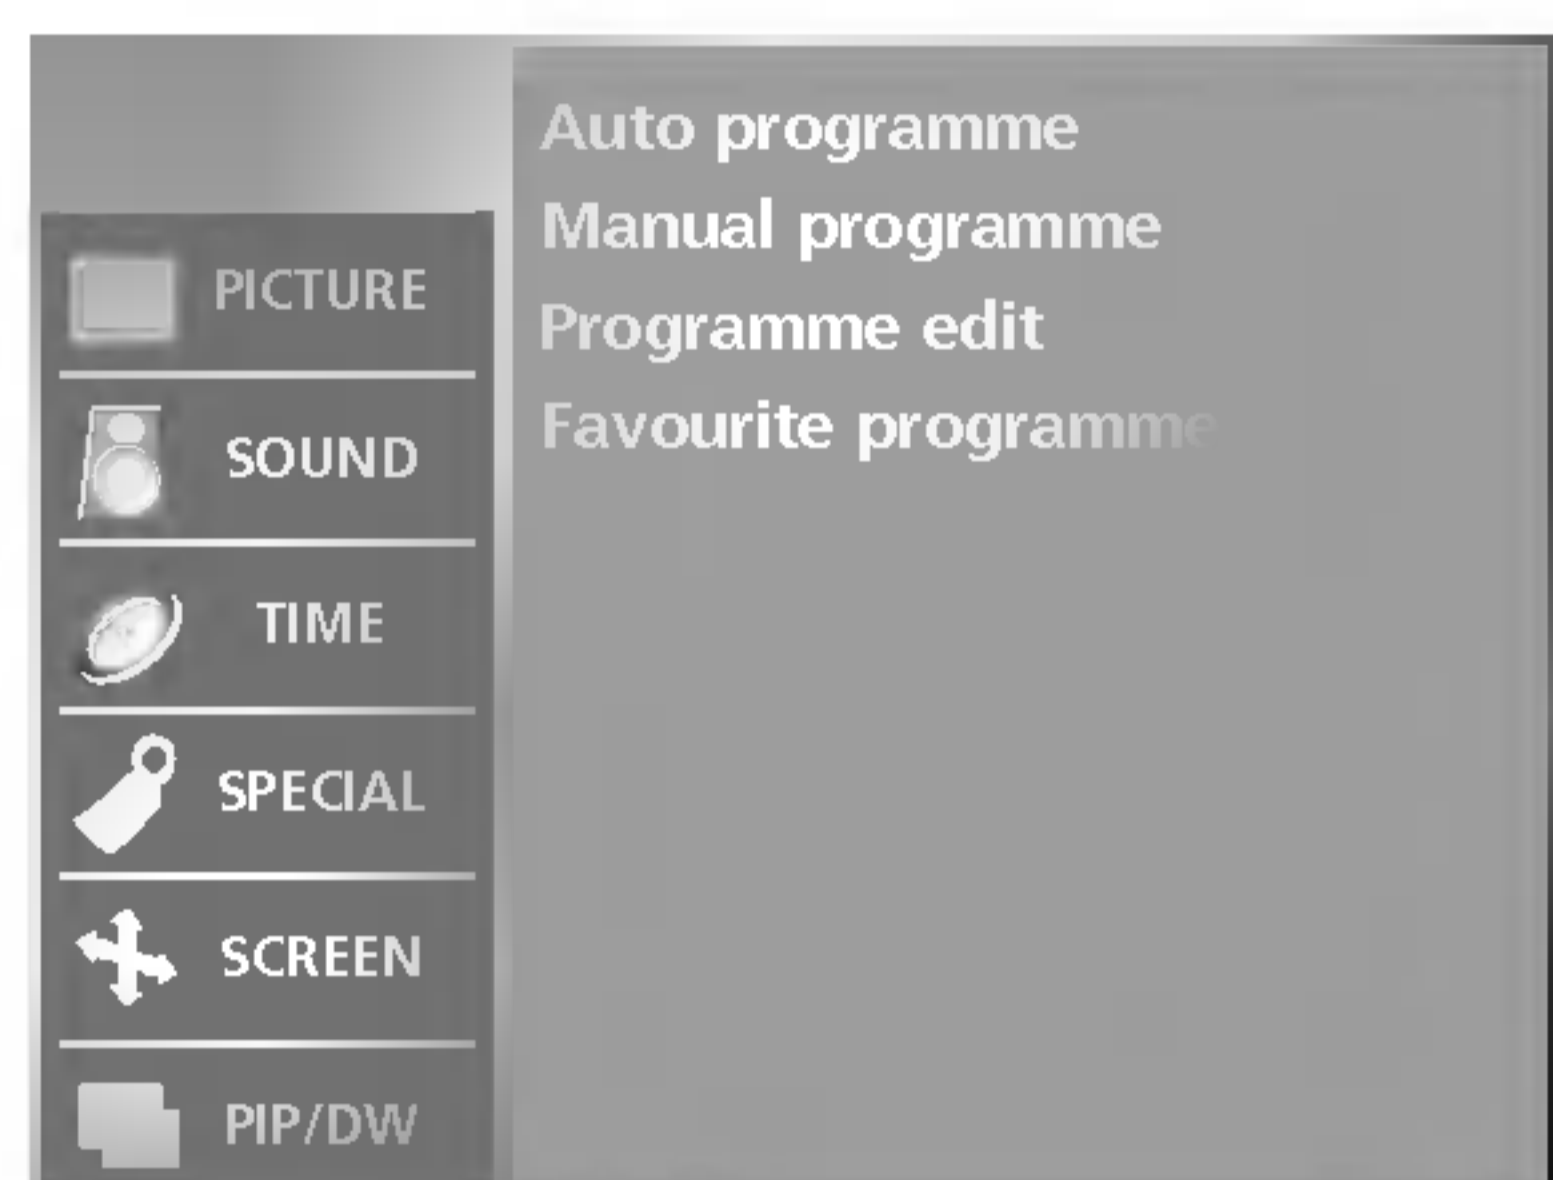 Auto programme
Manual programme
Programme edit
Favourite programme
PICTURE
SOUND
TIME
SPECIAL
SCREEN
PIP/DW